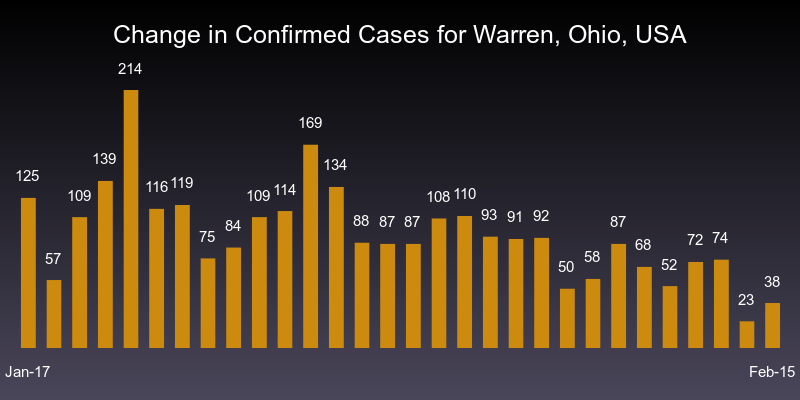 Change in Confirmed Cases for Warren, Ohio, USA
125 57 109 139 214 116 119 75 84 109 114 169 134 88 87 87 108 110 93 91 92 50 58 87 68 52 72 74 23 38
Jan-17 Feb-15